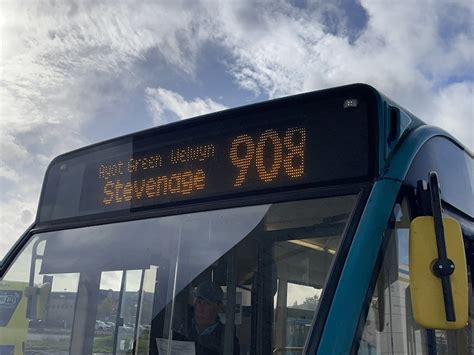 Ayot Green Welwyn
Stevenage 908